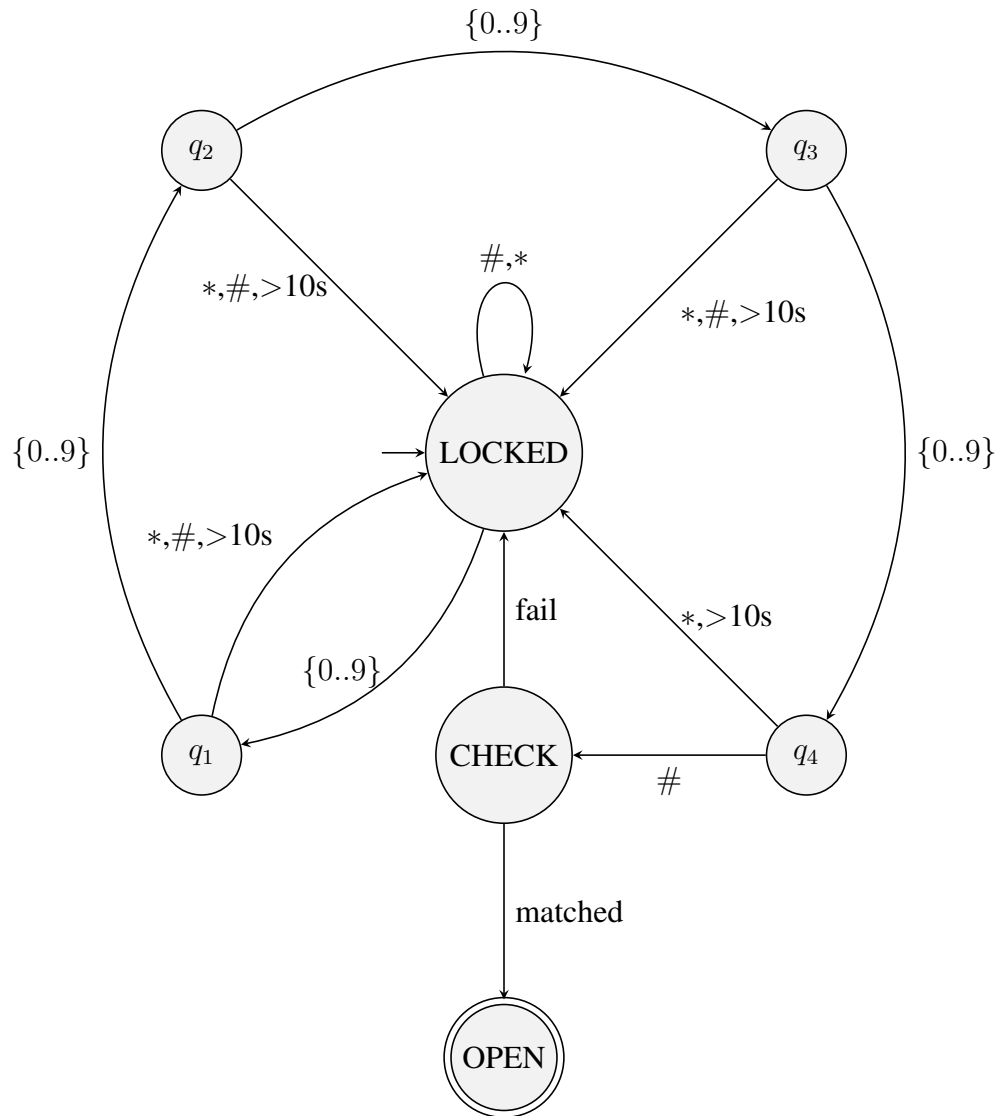 {0..9}
q₂
q₃
#,*
*,#,>10s
*,#,>10s
{0..9}
LOCKED
{0..9}
*,#,>10s
fail
*,>10s
{0..9}
q₁
CHECK
q₄
#
matched
OPEN